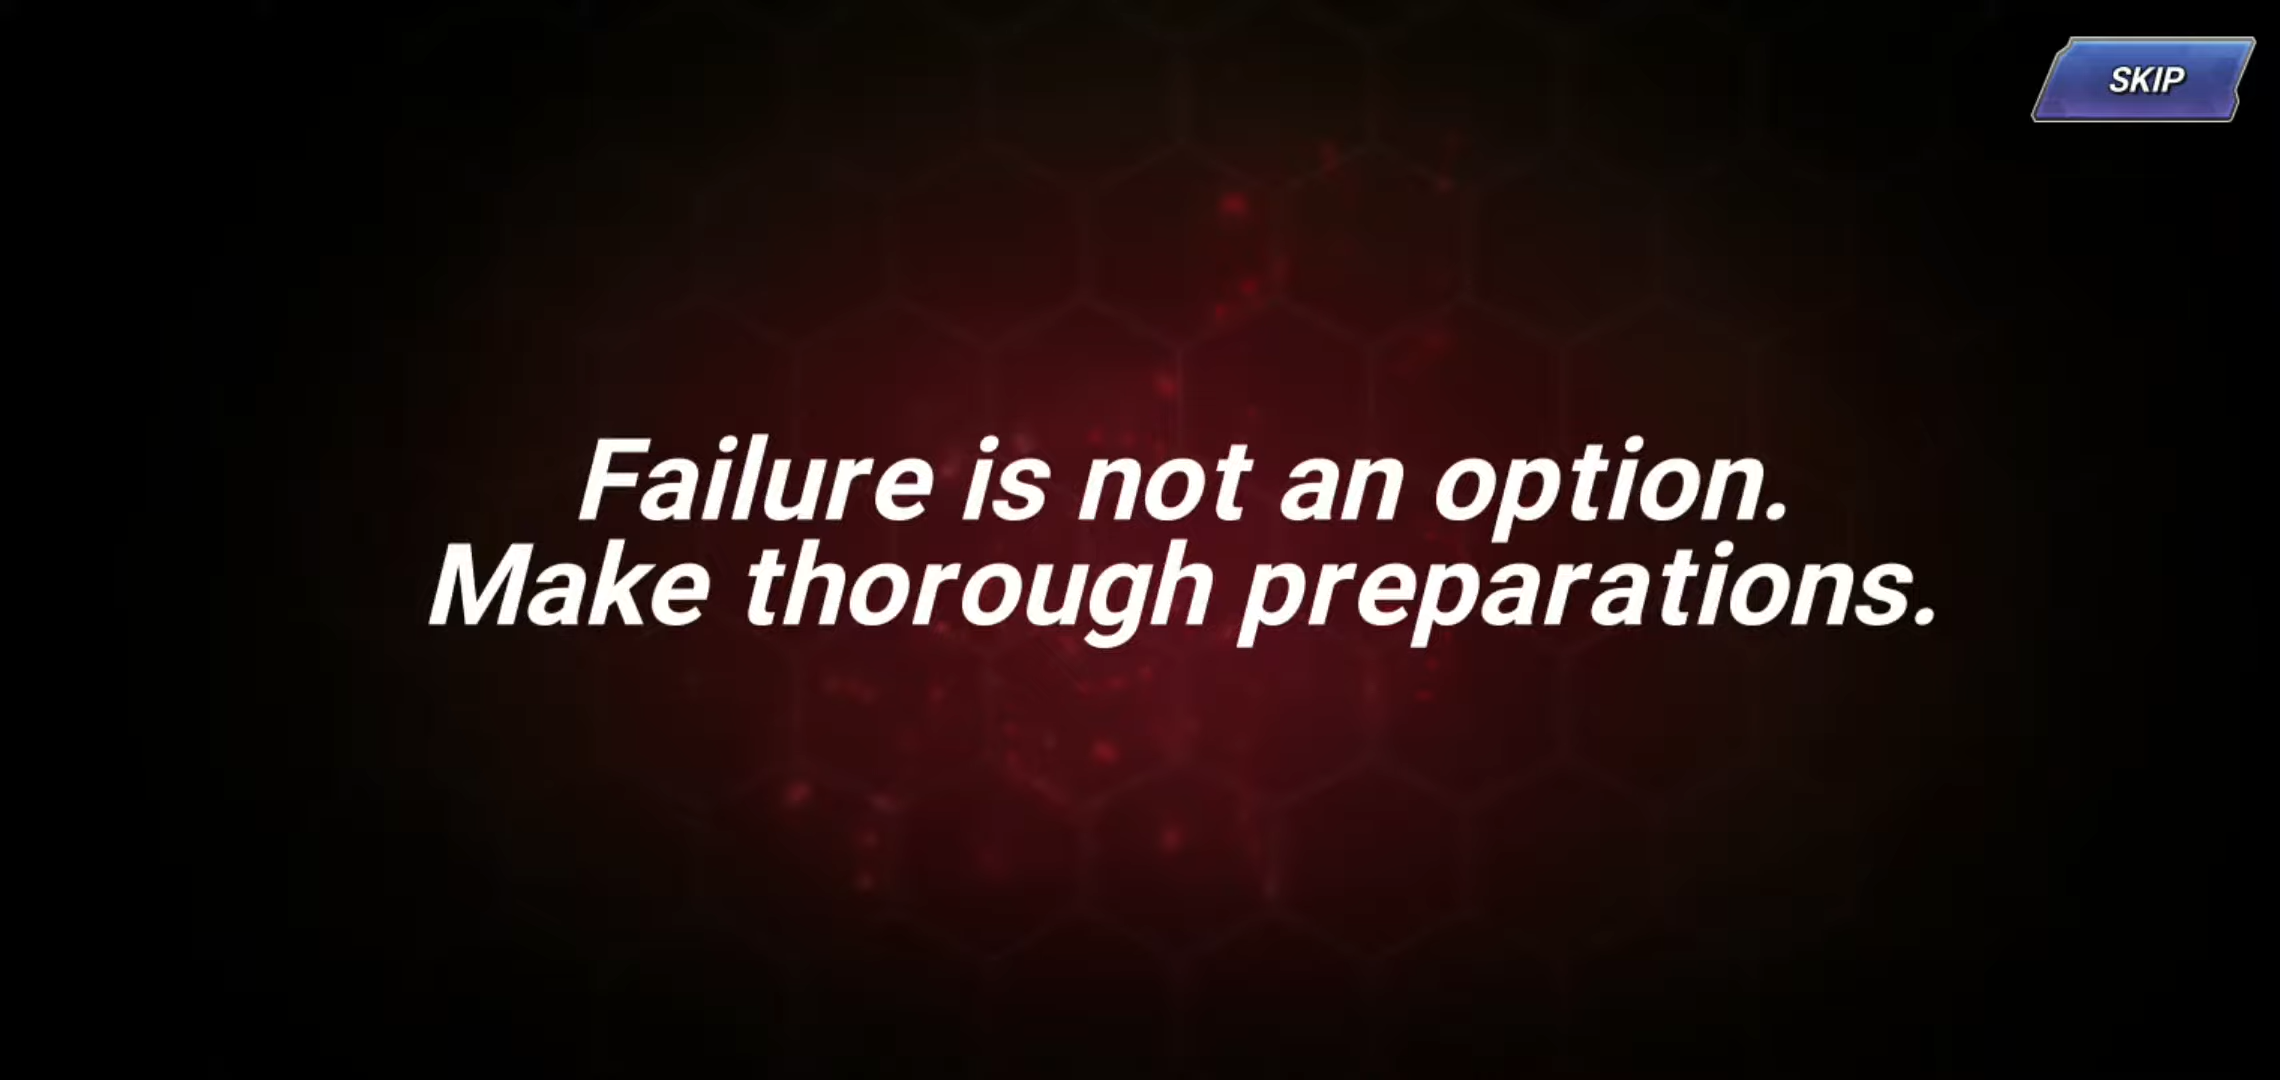 SKIP
Failure is not an option.
Make thorough preparations.